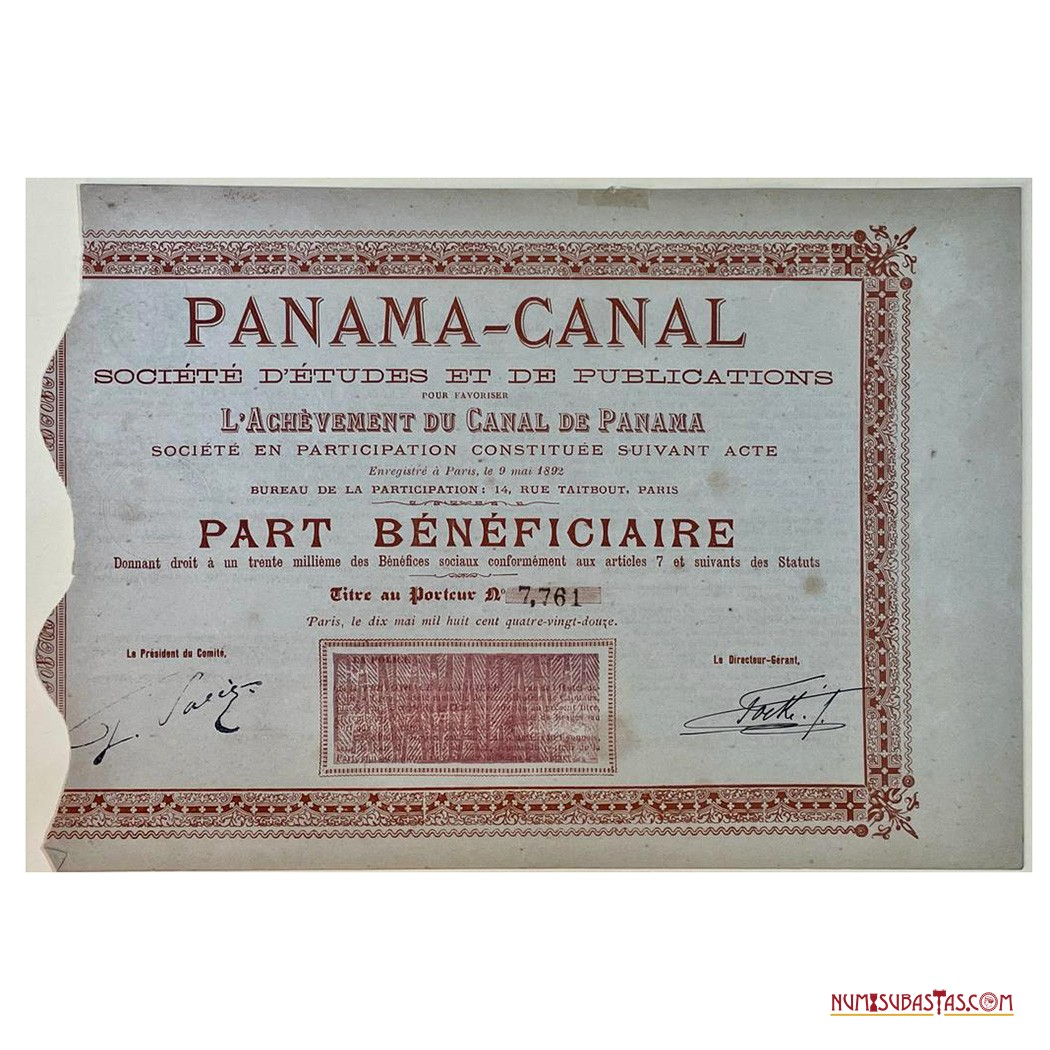 PANAMA-CANAL
SOCIÉTÉ D'ÉTUDES ET DE PUBLICATIONS
POUR FAVORISER
L'ACHÈVEMENT DU CANAL DE PANAMA
SOCIÉTÉ EN PARTICIPATION CONSTITUÉE SUIVANT ACTE
Enregistré à Paris, le 9 mai 1892
BUREAU DE LA PARTICIPATION: 14, RUE TAITBOUT, PARIS
PART BÉNÉFICIAIRE
Donnant droit à un trente millième des Bénéfices sociaux conformément aux articles 7 et suivants des Statuts
Titre au Porteur No 7,761
Paris, le dix mai mil huit cent quatre-vingt-douze.
Le Président du Comité,
Le Directeur-Gérant,
LA POLICE
NUMISUBASTAS.COM